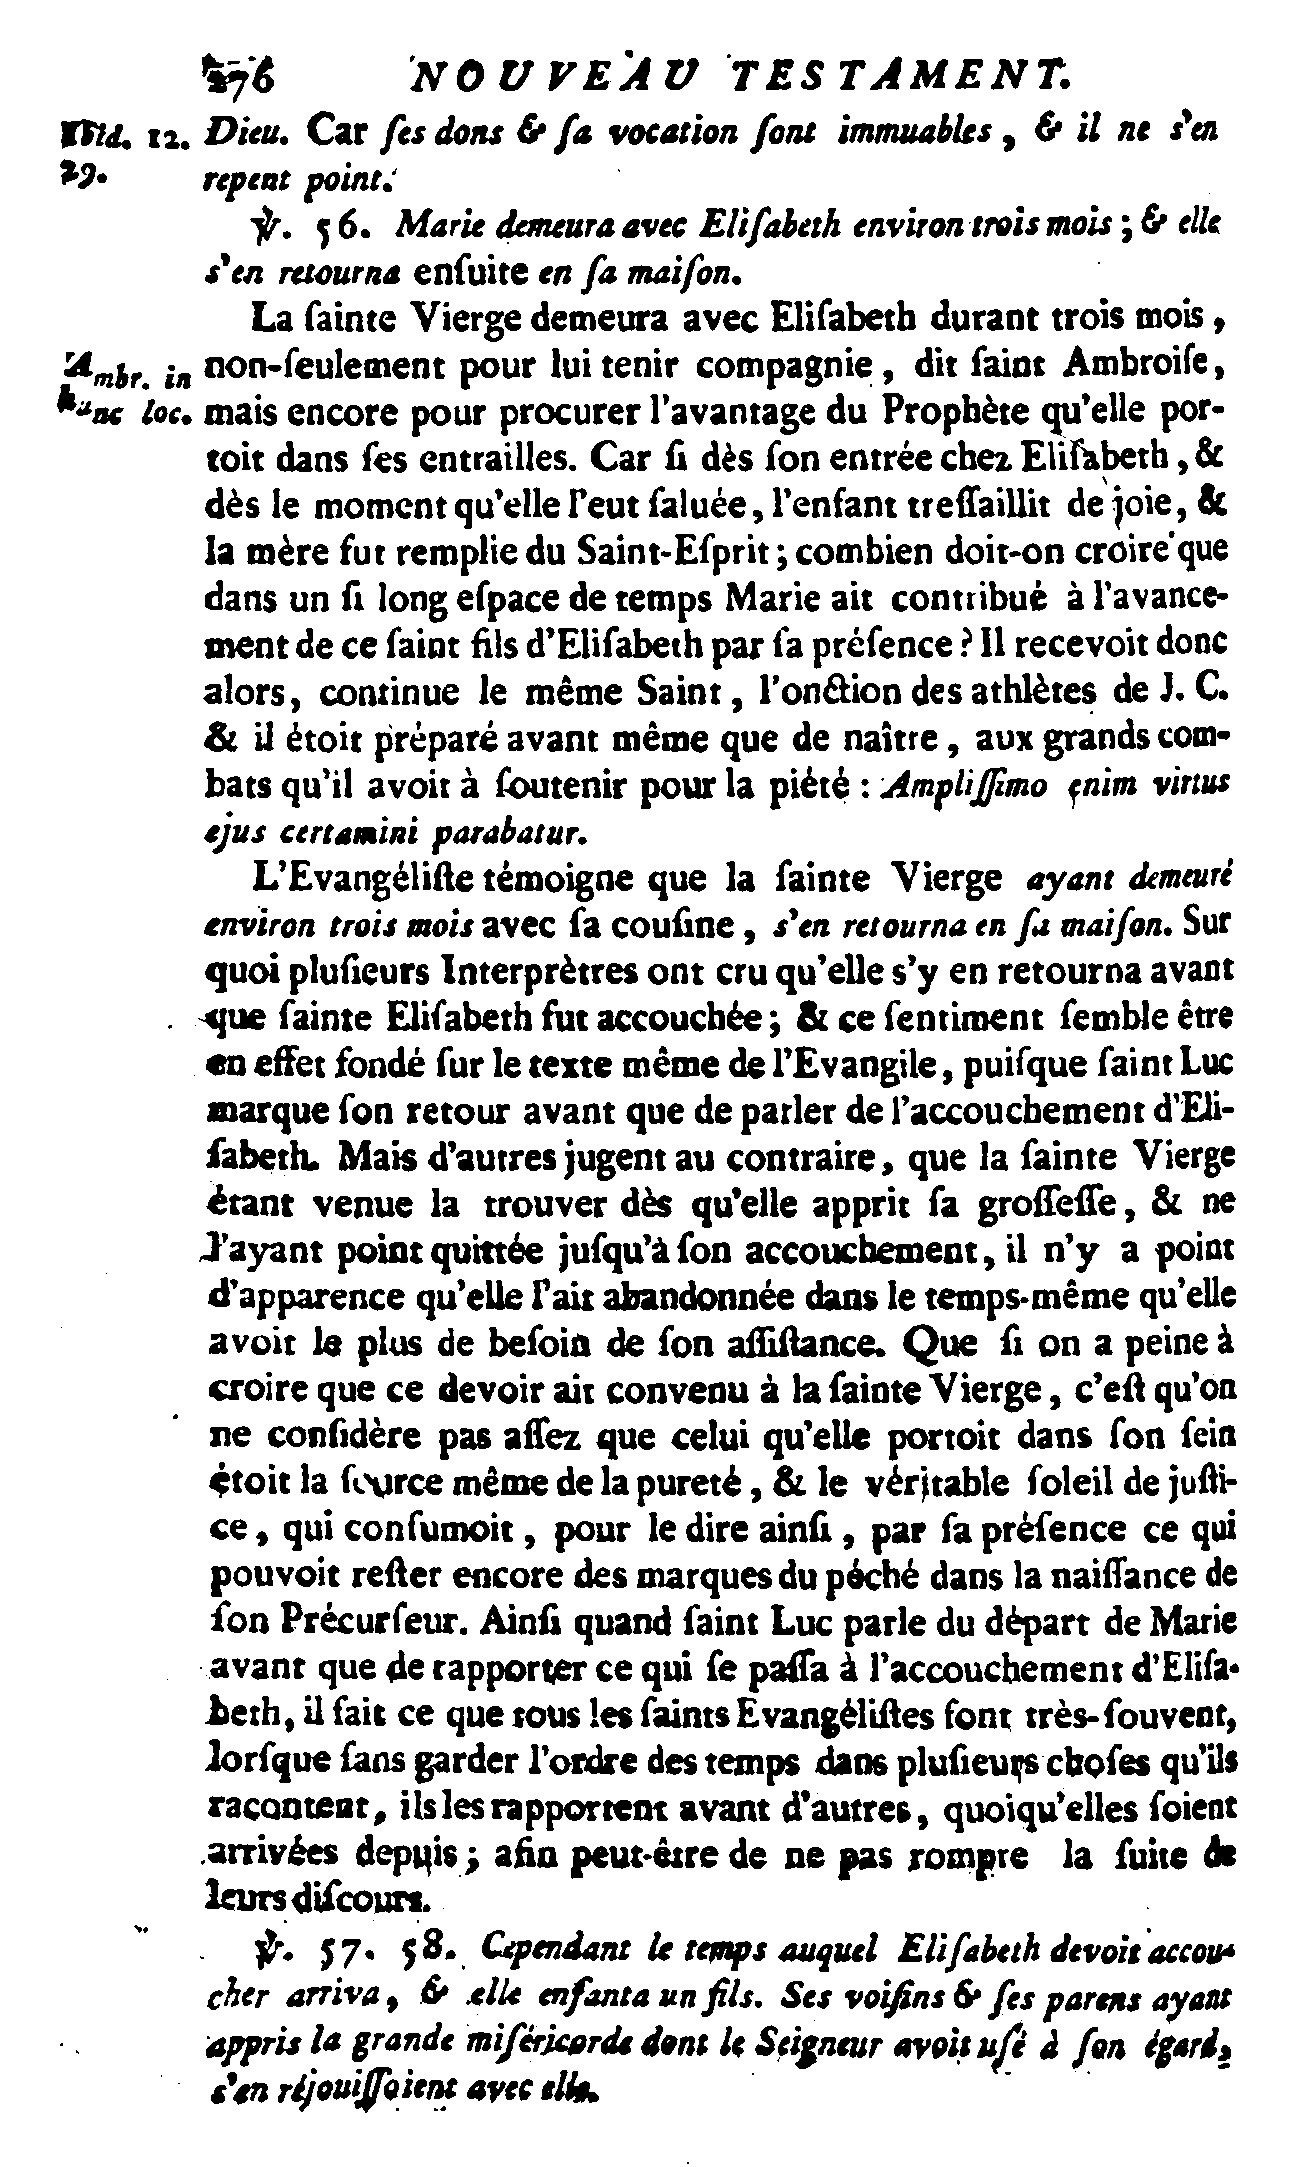 276 NOUVEAU TESTAMENT.
Ibid. 12. Dieu. Car ſes dons & ſa vocation ſont immuables, & il ne s'en
29. repent point.
℣. 56. Marie demeura avec Eliſabeth environ trois mois; & elle
s'en retourna enſuite en ſa maiſon.
La ſainte Vierge demeura avec Eliſabeth durant trois mois,
Ambr. in non-ſeulement pour lui tenir compagnie, dit ſaint Ambroiſe,
hunc loc. mais encore pour procurer l'avantage du Prophète qu'elle por-
toit dans ſes entrailles. Car ſi dès ſon entrée chez Eliſabeth, &
dès le moment qu'elle l'eut ſaluée, l'enfant treſſaillit de joie, &
la mère fut remplie du Saint-Eſprit; combien doit-on croire que
dans un ſi long eſpace de temps Marie ait contribué à l'avance-
ment de ce ſaint fils d'Eliſabeth par ſa préſence? Il recevoit donc
alors, continue le même Saint, l'onction des athlètes de J. C.
& il étoit préparé avant même que de naître, aux grands com-
bats qu'il avoit à ſoutenir pour la piété: Ampliſſimo enim virtus
ejus certamini parabatur.
L'Evangéliſte témoigne que la ſainte Vierge ayant demeuré
environ trois mois avec ſa couſine, s'en retourna en ſa maiſon. Sur
quoi pluſieurs Interprètres ont cru qu'elle s'y en retourna avant
que ſainte Eliſabeth fut accouchée; & ce ſentiment ſemble être
en effet fondé ſur le texte même de l'Evangile, puiſque ſaint Luc
marque ſon retour avant que de parler de l'accouchement d'Eli-
ſabeth. Mais d'autres jugent au contraire, que la ſainte Vierge
étant venue la trouver dès qu'elle apprit ſa groſſeſſe, & ne
l'ayant point quittée juſqu'à ſon accouchement, il n'y a point
d'apparence qu'elle l'ait abandonnée dans le temps-même qu'elle
avoit le plus de beſoin de ſon aſſiſtance. Que ſi on a peine à
croire que ce devoir ait convenu à la ſainte Vierge, c'eſt qu'on
ne conſidère pas aſſez que celui qu'elle portoit dans ſon ſein
étoit la ſource même de la pureté, & le véritable ſoleil de juſti-
ce, qui conſumoit, pour le dire ainſi, par ſa préſence ce qui
pouvoit reſter encore des marques du péché dans la naiſſance de
ſon Précurſeur. Ainſi quand ſaint Luc parle du départ de Marie
avant que de rapporter ce qui ſe paſſa à l'accouchement d'Eliſa-
beth, il fait ce que tous les ſaints Evangéliſtes font très-ſouvent,
lorſque ſans garder l'ordre des temps dans pluſieurs choſes qu'ils
racontent, ils les rapportent avant d'autres, quoiqu'elles ſoient
arrivées depuis; afin peut-être de ne pas rompre la ſuite de
leurs diſcours.
℣. 57. 58. Cependant le temps auquel Eliſabeth devoit accou-
cher arriva, & elle enfanta un fils. Ses voiſins & ſes parens ayant
appris la grande miſéricorde dont le Seigneur avoit uſé à ſon égard,
s'en réjouiſſoient avec elle.